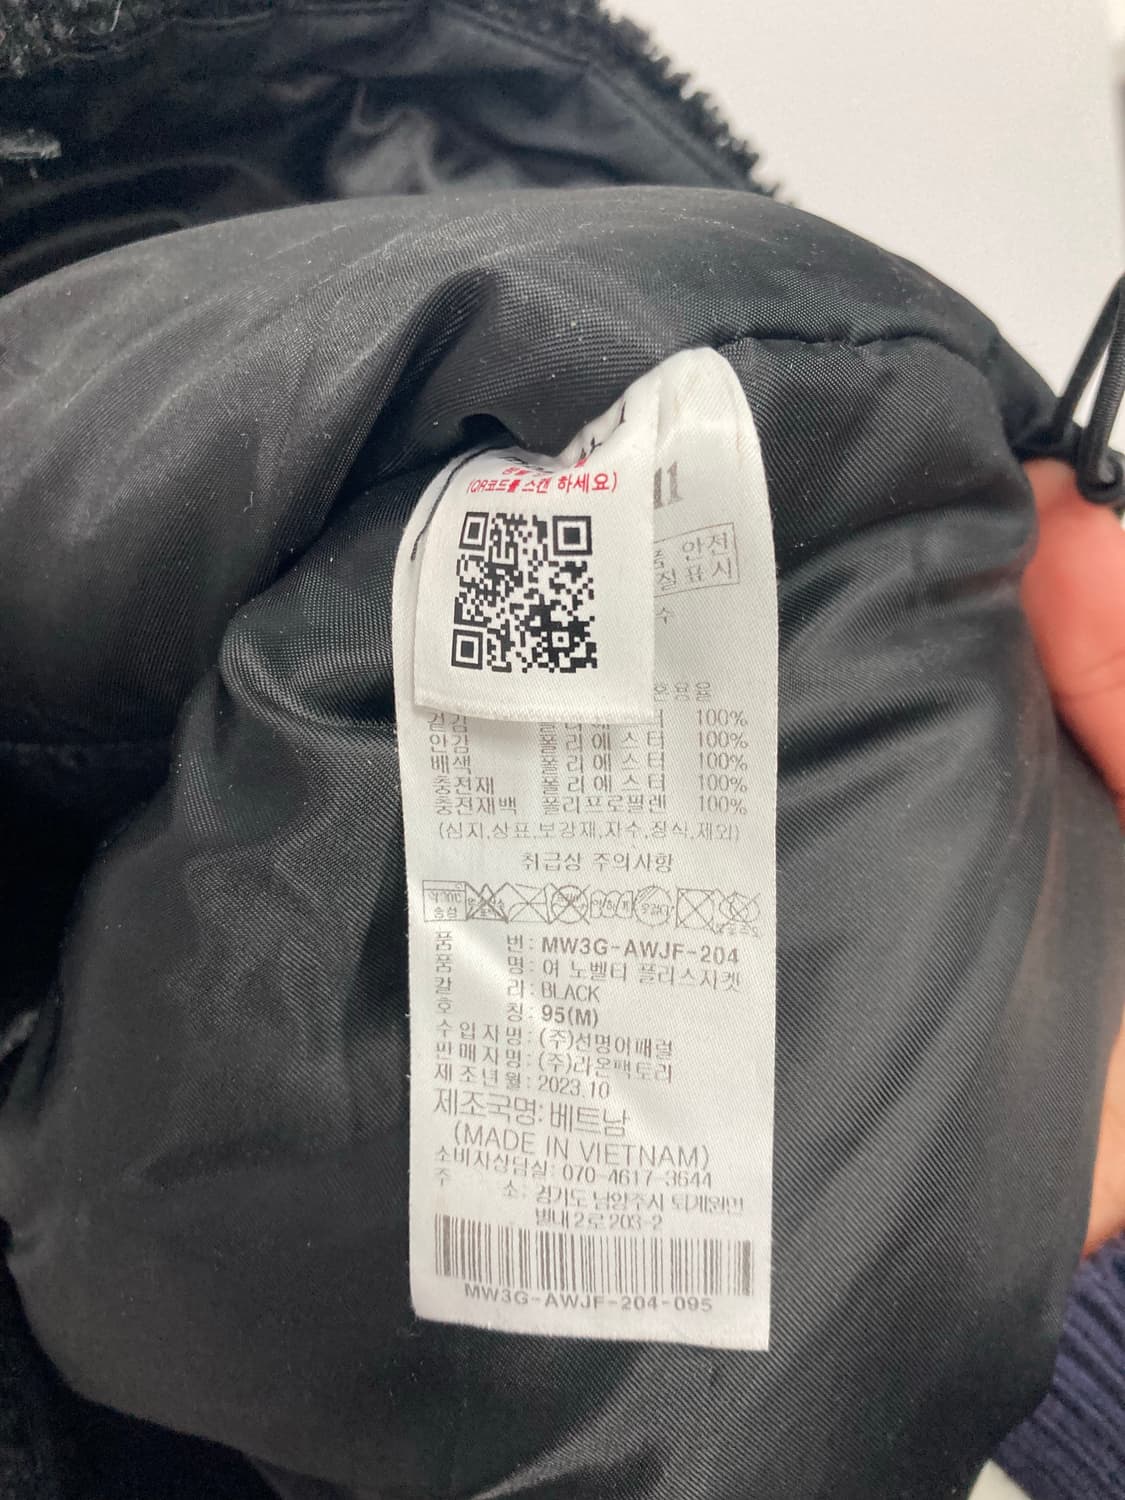 (QR코드를 스캔 하세요)
11
품 안전
질표시
수
호용용
겉감 폴리에스터 100%
안감 폴리에스터 100%
배색 폴리에스터 100%
충전재 폴리에스터 100%
충전재백 폴리프로필렌 100%
(심지,상표,보강재,자수,장식,제외)
취급상 주의사항
품 번: MW3G-AWJF-204
품 명: 여 노벨티 플리스자켓
칼 라: BLACK
호 칭: 95(M)
수입자명: (주)선명어패럴
판매자명: (주)라온팩토리
제조년월: 2023.10
제조국명: 베트남
(MADE IN VIETNAM)
소비자상담실: 070-4617-3644
주 소: 경기도 남양주시 퇴계원면
별내2로 203-2
MW3G-AWJF-204-095